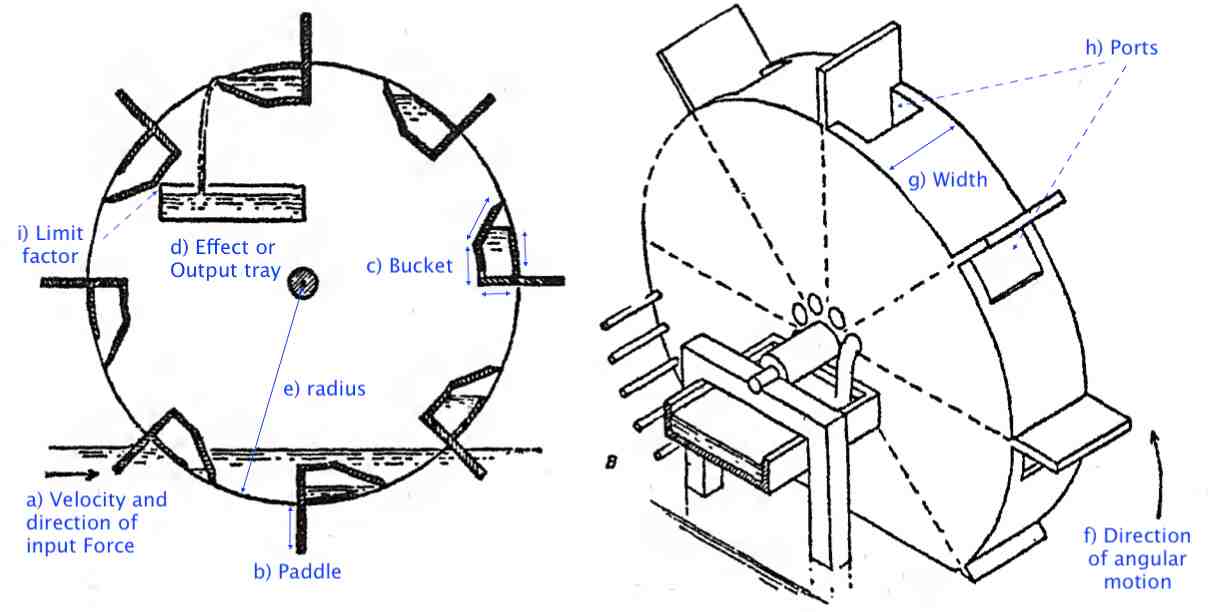 h) Ports
g) Width
i) Limit
factor
d) Effect or
Output tray
c) Bucket
e) radius
B
a) Velocity and
direction of
input Force
b) Paddle
f) Direction
of angular
motion